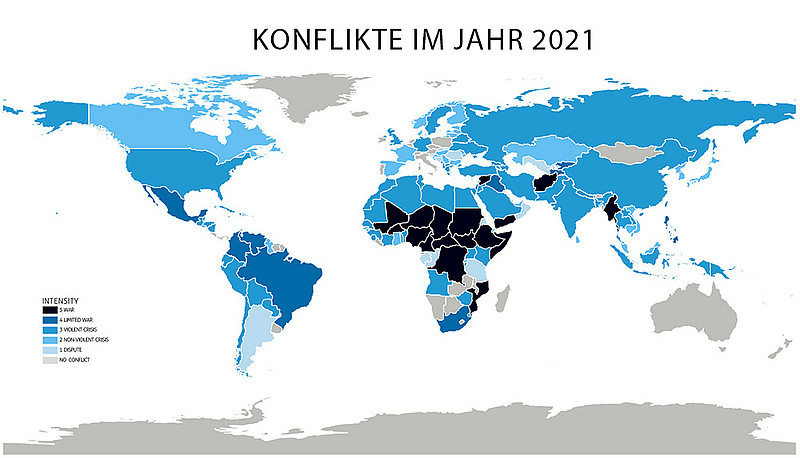 KONFLIKTE IM JAHR 2021
INTENSITY
5 WAR
4 LIMITED WAR
3 VIOLENT CRISIS
2 NON-VIOLENT CRISIS
1 DISPUTE
NO CONFLICT